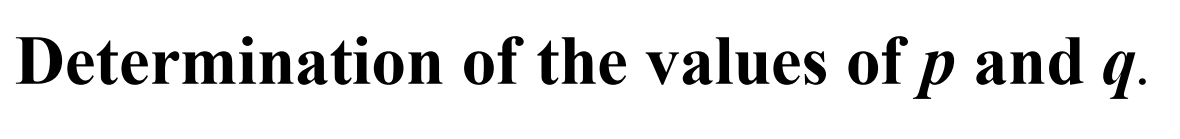 Determination of the values of p and q.